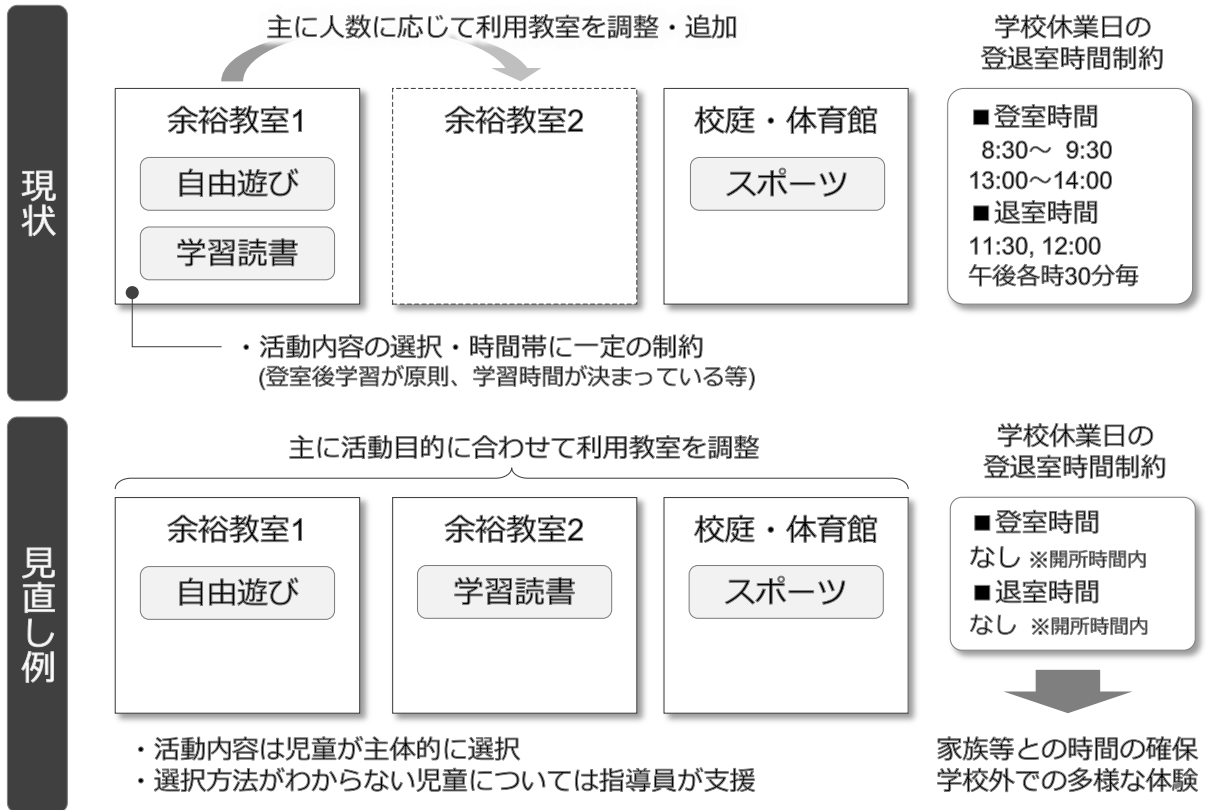 現状
主に人数に応じて利用教室を調整・追加
余裕教室1
自由遊び
学習読書
余裕教室2
校庭・体育館
スポーツ
・活動内容の選択・時間帯に一定の制約
(登室後学習が原則、学習時間が決まっている等)
学校休業日の
登退室時間制約
■登室時間
8:30～ 9:30
13:00～14:00
■退室時間
11:30, 12:00
午後各時30分毎
見直し例
主に活動目的に合わせて利用教室を調整
余裕教室1
自由遊び
余裕教室2
学習読書
校庭・体育館
スポーツ
・活動内容は児童が主体的に選択
・選択方法がわからない児童については指導員が支援
学校休業日の
登退室時間制約
■登室時間
なし ※開所時間内
■退室時間
なし ※開所時間内
家族等との時間の確保
学校外での多様な体験